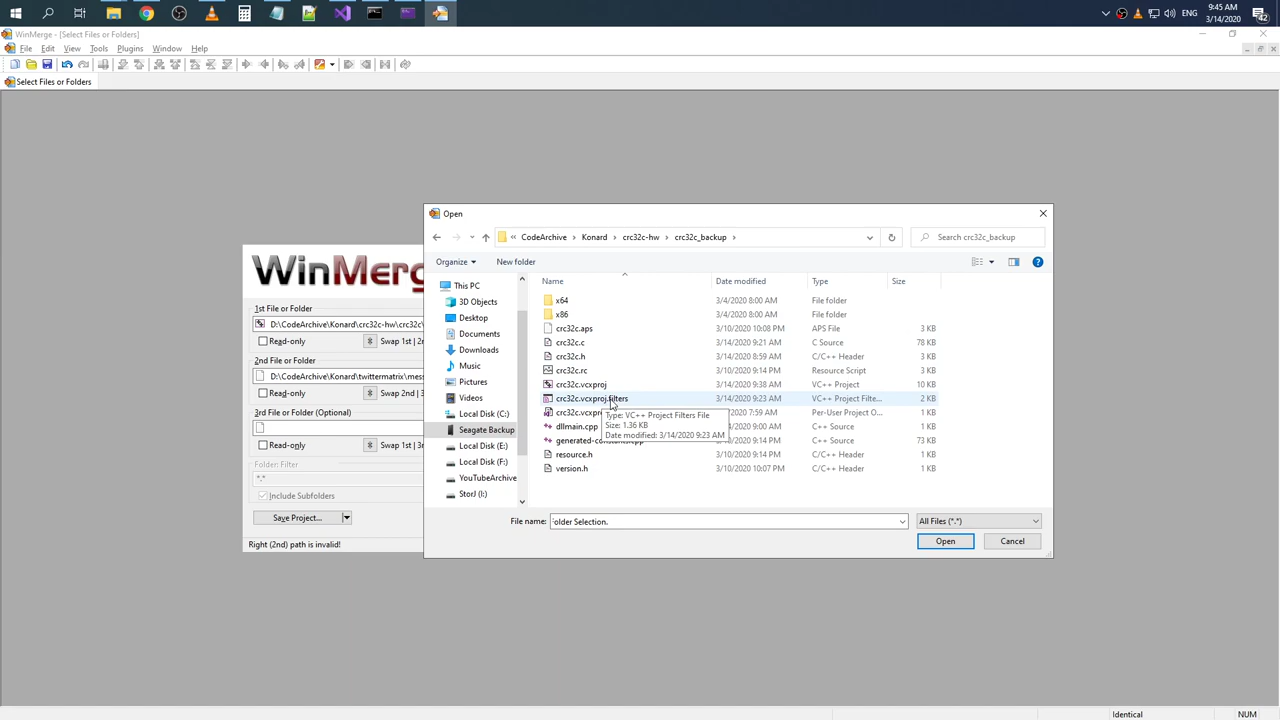 9:45 AM
ENG
3/14/2020
42
WinMerge - [Select Files or Folders]
File Edit View Tools Plugins Window Help
Select Files or Folders
WinMerg
1st File or Folder
D:\CodeArchive\Konard\crc32c-hw\crc32c\
Read-only
Swap 1st | 2
2nd File or Folder
D:\CodeArchive\Konard\twittermatrix\mes
Read-only
Swap 2nd | 3
3rd File or Folder (Optional)
Read-only
Swap 1st | 3
Folder: Filter
*.*
Include Subfolders
Save Project...
Right (2nd) path is invalid!
Open
« CodeArchive › Konard › crc32c-hw › crc32c_backup ›
Search crc32c_backup
Organize
New folder
This PC
3D Objects
Desktop
Documents
Downloads
Music
Pictures
Videos
Local Disk (C:)
Seagate Backup
Local Disk (E:)
Local Disk (F:)
YouTubeArchive
StorJ (I:)
Name Date modified Type Size
x64 3/4/2020 8:00 AM File folder
x86 3/4/2020 8:00 AM File folder
crc32c.aps 3/10/2020 10:08 PM APS File 3 KB
crc32c.c 3/14/2020 9:21 AM C Source 78 KB
crc32c.h 3/14/2020 8:59 AM C/C++ Header 3 KB
crc32c.rc 3/10/2020 9:14 PM Resource Script 3 KB
crc32c.vcxproj 3/14/2020 9:38 AM VC++ Project 10 KB
crc32c.vcxproj.filters 3/14/2020 9:23 AM VC++ Project Filte... 2 KB
crc32c.vcxpro 2020 7:59 AM Per-User Project O... 1 KB
dllmain.cpp 2020 9:14 PM C++ Source 1 KB
generated-constants.cpp 2020 9:14 PM C++ Source 73 KB
resource.h 3/10/2020 9:14 PM C/C++ Header 1 KB
version.h 3/10/2020 10:07 PM C/C++ Header 1 KB
Type: VC++ Project Filters File
Size: 1.36 KB
Date modified: 3/14/2020 9:23 AM
File name:
older Selection.
All Files (*.*)
Open
Cancel
Identical
NUM